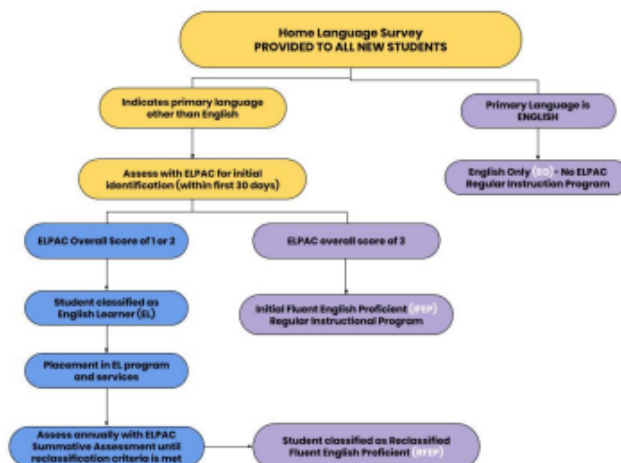 Home Language Survey
PROVIDED TO ALL NEW STUDENTS
Indicates primary language
other than English
Primary Language is
ENGLISH
Assess with ELPAC for initial
identification (within first 30 days)
English Only (EO) - No ELPAC
Regular Instruction Program
ELPAC Overall Score of 1 or 2
ELPAC overall score of 3
Student classified as
English Learner (EL)
Initial Fluent English Proficient (IFEP)
Regular Instructional Program
Placement in EL program
and services
Assess annually with ELPAC
Summative Assessment until
reclassification criteria is met
Student classified as Reclassified
Fluent English Proficient (RFEP)